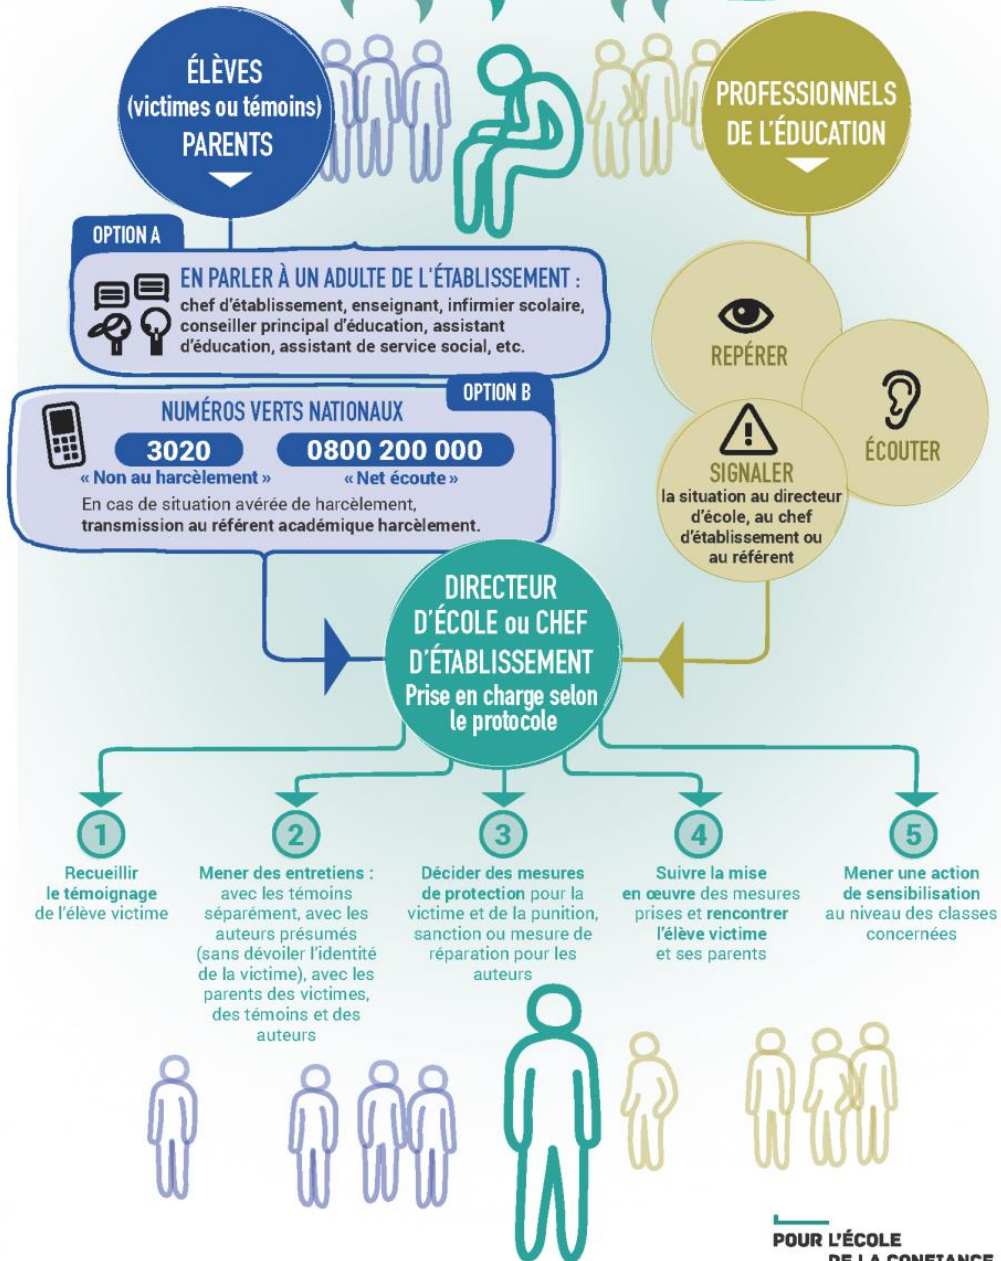 ÉLÈVES
(victimes ou témoins)
PARENTS
PROFESSIONNELS
DE L'ÉDUCATION
OPTION A
EN PARLER À UN ADULTE DE L'ÉTABLISSEMENT :
chef d'établissement, enseignant, infirmier scolaire,
conseiller principal d'éducation, assistant
d'éducation, assistant de service social, etc.
OPTION B
NUMÉROS VERTS NATIONAUX
3020
« Non au harcèlement »
0800 200 000
« Net écoute »
En cas de situation avérée de harcèlement,
transmission au référent académique harcèlement.
REPÉRER
ÉCOUTER
SIGNALER
la situation au directeur
d'école, au chef
d'établissement ou
au référent
DIRECTEUR
D'ÉCOLE ou CHEF
D'ÉTABLISSEMENT
Prise en charge selon
le protocole
1
Recueillir
le témoignage
de l'élève victime
2
Mener des entretiens :
avec les témoins
séparément, avec les
auteurs présumés
(sans dévoiler l'identité
de la victime), avec les
parents des victimes,
des témoins et des
auteurs
3
Décider des mesures
de protection pour la
victime et de la punition,
sanction ou mesure de
réparation pour les
auteurs
4
Suivre la mise
en œuvre des mesures
prises et rencontrer
l'élève victime
et ses parents
5
Mener une action
de sensibilisation
au niveau des classes
concernées
POUR L'ÉCOLE
DE LA CONFIANCE